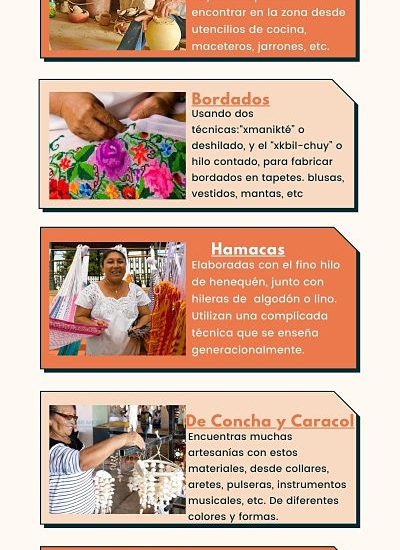 encontrar en la zona desde
utencilios de cocina,
maceteros, jarrones, etc.
Bordados
Usando dos
técnicas:"xmanikté" o
deshilado, y el "xkbil-chuy" o
hilo contado, para fabricar
bordados en tapetes. blusas,
vestidos, mantas, etc
Hamacas
Elaboradas con el fino hilo
de henequén, junto con
hileras de algodón o lino.
Utilizan una complicada
técnica que se enseña
generacionalmente.
De Concha y Caracol
Encuentras muchas
artesanías con estos
materiales, desde collares,
aretes, pulseras, instrumentos
musicales, etc. De diferentes
colores y formas.